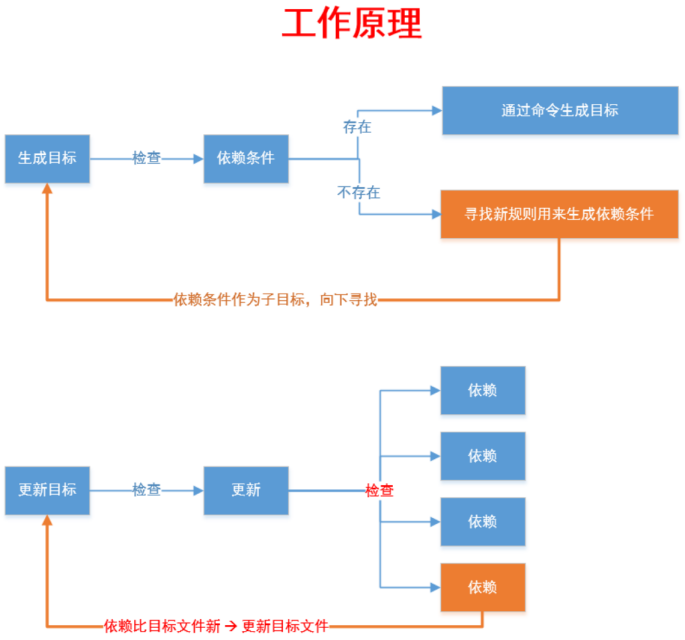 工作原理
生成目标
检查
依赖条件
存在
通过命令生成目标
不存在
寻找新规则用来生成依赖条件
依赖条件作为子目标，向下寻找
更新目标
检查
更新
检查
依赖
依赖
依赖
依赖
依赖比目标文件新→更新目标文件